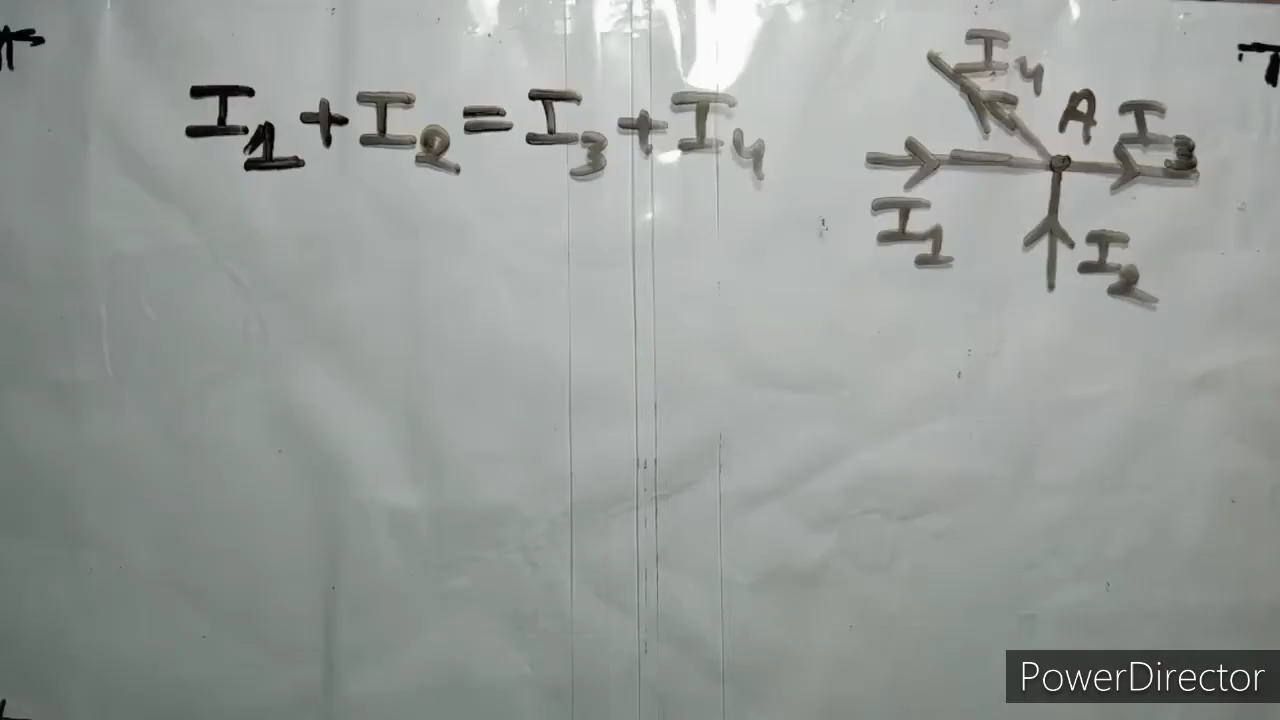 I₁ + I₂ = I₃ + I₄
I₄
A
I₃
I₁
I₂
PowerDirector